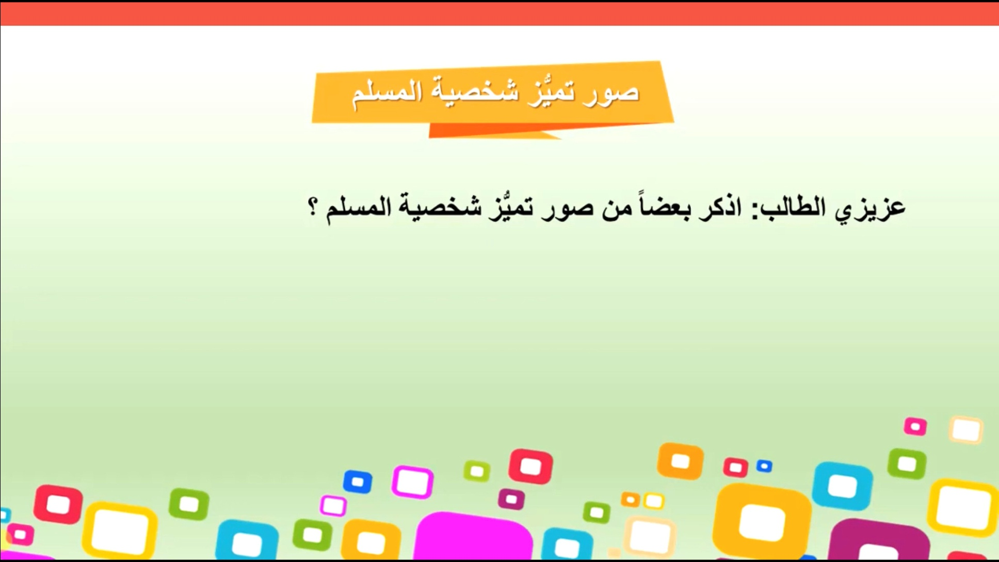 صور تميُّز شخصية المسلم
عزيزي الطالب: اذكر بعضاً من صور تميُّز شخصية المسلم ؟